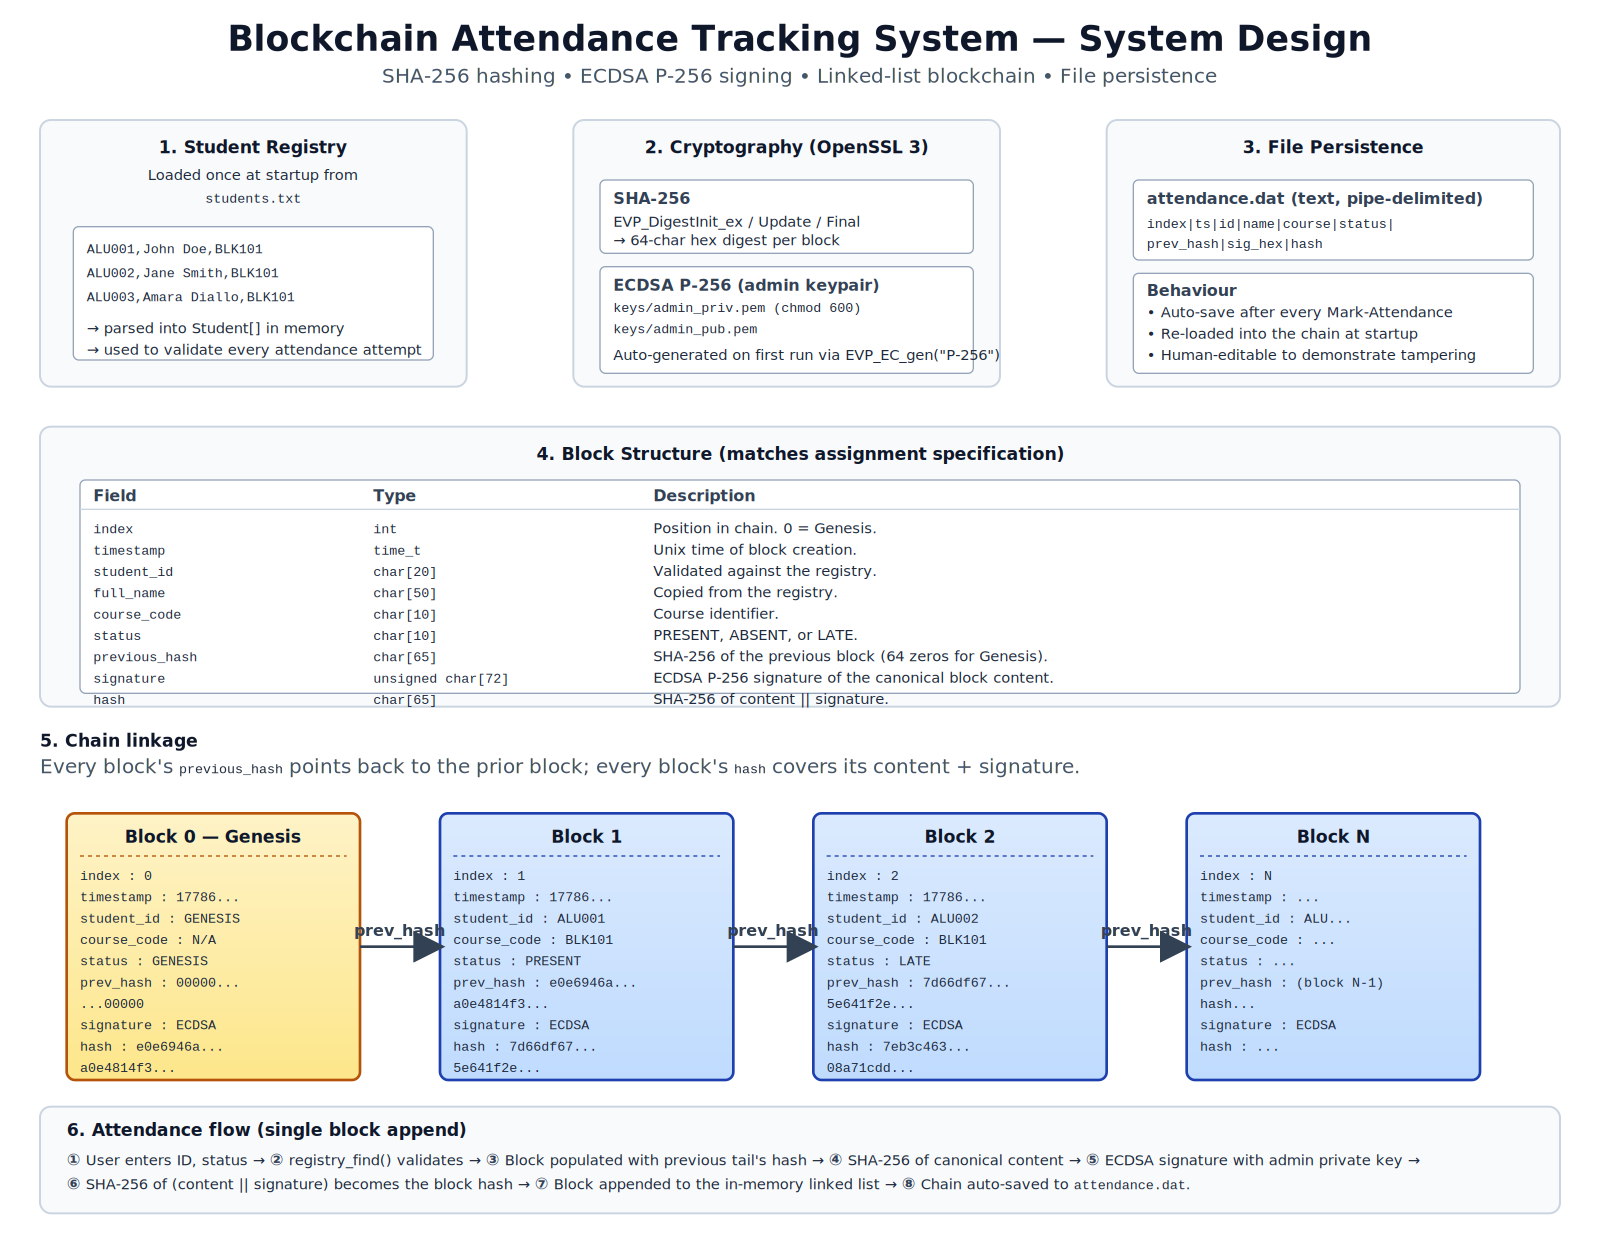 Blockchain Attendance Tracking System — System Design
SHA-256 hashing • ECDSA P-256 signing • Linked-list blockchain • File persistence
1. Student Registry
Loaded once at startup from
students.txt
ALU001,John Doe,BLK101
ALU002,Jane Smith,BLK101
ALU003,Amara Diallo,BLK101
→ parsed into Student[] in memory
→ used to validate every attendance attempt
2. Cryptography (OpenSSL 3)
SHA-256
EVP_DigestInit_ex / Update / Final
→ 64-char hex digest per block
ECDSA P-256 (admin keypair)
keys/admin_priv.pem (chmod 600)
keys/admin_pub.pem
Auto-generated on first run via EVP_EC_gen("P-256")
3. File Persistence
attendance.dat (text, pipe-delimited)
index|ts|id|name|course|status|
prev_hash|sig_hex|hash
Behaviour
• Auto-save after every Mark-Attendance
• Re-loaded into the chain at startup
• Human-editable to demonstrate tampering
4. Block Structure (matches assignment specification)
Field Type Description
index int Position in chain. 0 = Genesis.
timestamp time_t Unix time of block creation.
student_id char[20] Validated against the registry.
full_name char[50] Copied from the registry.
course_code char[10] Course identifier.
status char[10] PRESENT, ABSENT, or LATE.
previous_hash char[65] SHA-256 of the previous block (64 zeros for Genesis).
signature unsigned char[72] ECDSA P-256 signature of the canonical block content.
hash char[65] SHA-256 of content || signature.
5. Chain linkage
Every block's previous_hash points back to the prior block; every block's hash covers its content + signature.
Block 0 — Genesis
index : 0
timestamp : 17786...
student_id : GENESIS
course_code : N/A
status : GENESIS
prev_hash : 00000...
...00000
signature : ECDSA
hash : e0e6946a...
a0e4814f3...
prev_hash
Block 1
index : 1
timestamp : 17786...
student_id : ALU001
course_code : BLK101
status : PRESENT
prev_hash : e0e6946a...
a0e4814f3...
signature : ECDSA
hash : 7d66df67...
5e641f2e...
prev_hash
Block 2
index : 2
timestamp : 17786...
student_id : ALU002
course_code : BLK101
status : LATE
prev_hash : 7d66df67...
5e641f2e...
signature : ECDSA
hash : 7eb3c463...
08a71cdd...
prev_hash
Block N
index : N
timestamp : ...
student_id : ALU...
course_code : ...
status : ...
prev_hash : (block N-1)
hash...
signature : ECDSA
hash : ...
6. Attendance flow (single block append)
① User enters ID, status → ② registry_find() validates → ③ Block populated with previous tail's hash → ④ SHA-256 of canonical content → ⑤ ECDSA signature with admin private key →
⑥ SHA-256 of (content || signature) becomes the block hash → ⑦ Block appended to the in-memory linked list → ⑧ Chain auto-saved to attendance.dat.